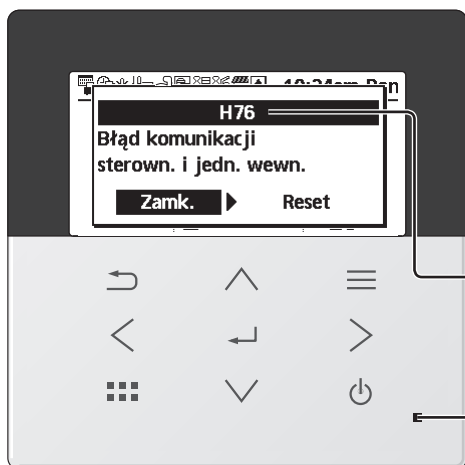 H76
Błąd komunikacji
sterown. i jedn. wewn.
Zamk. Reset